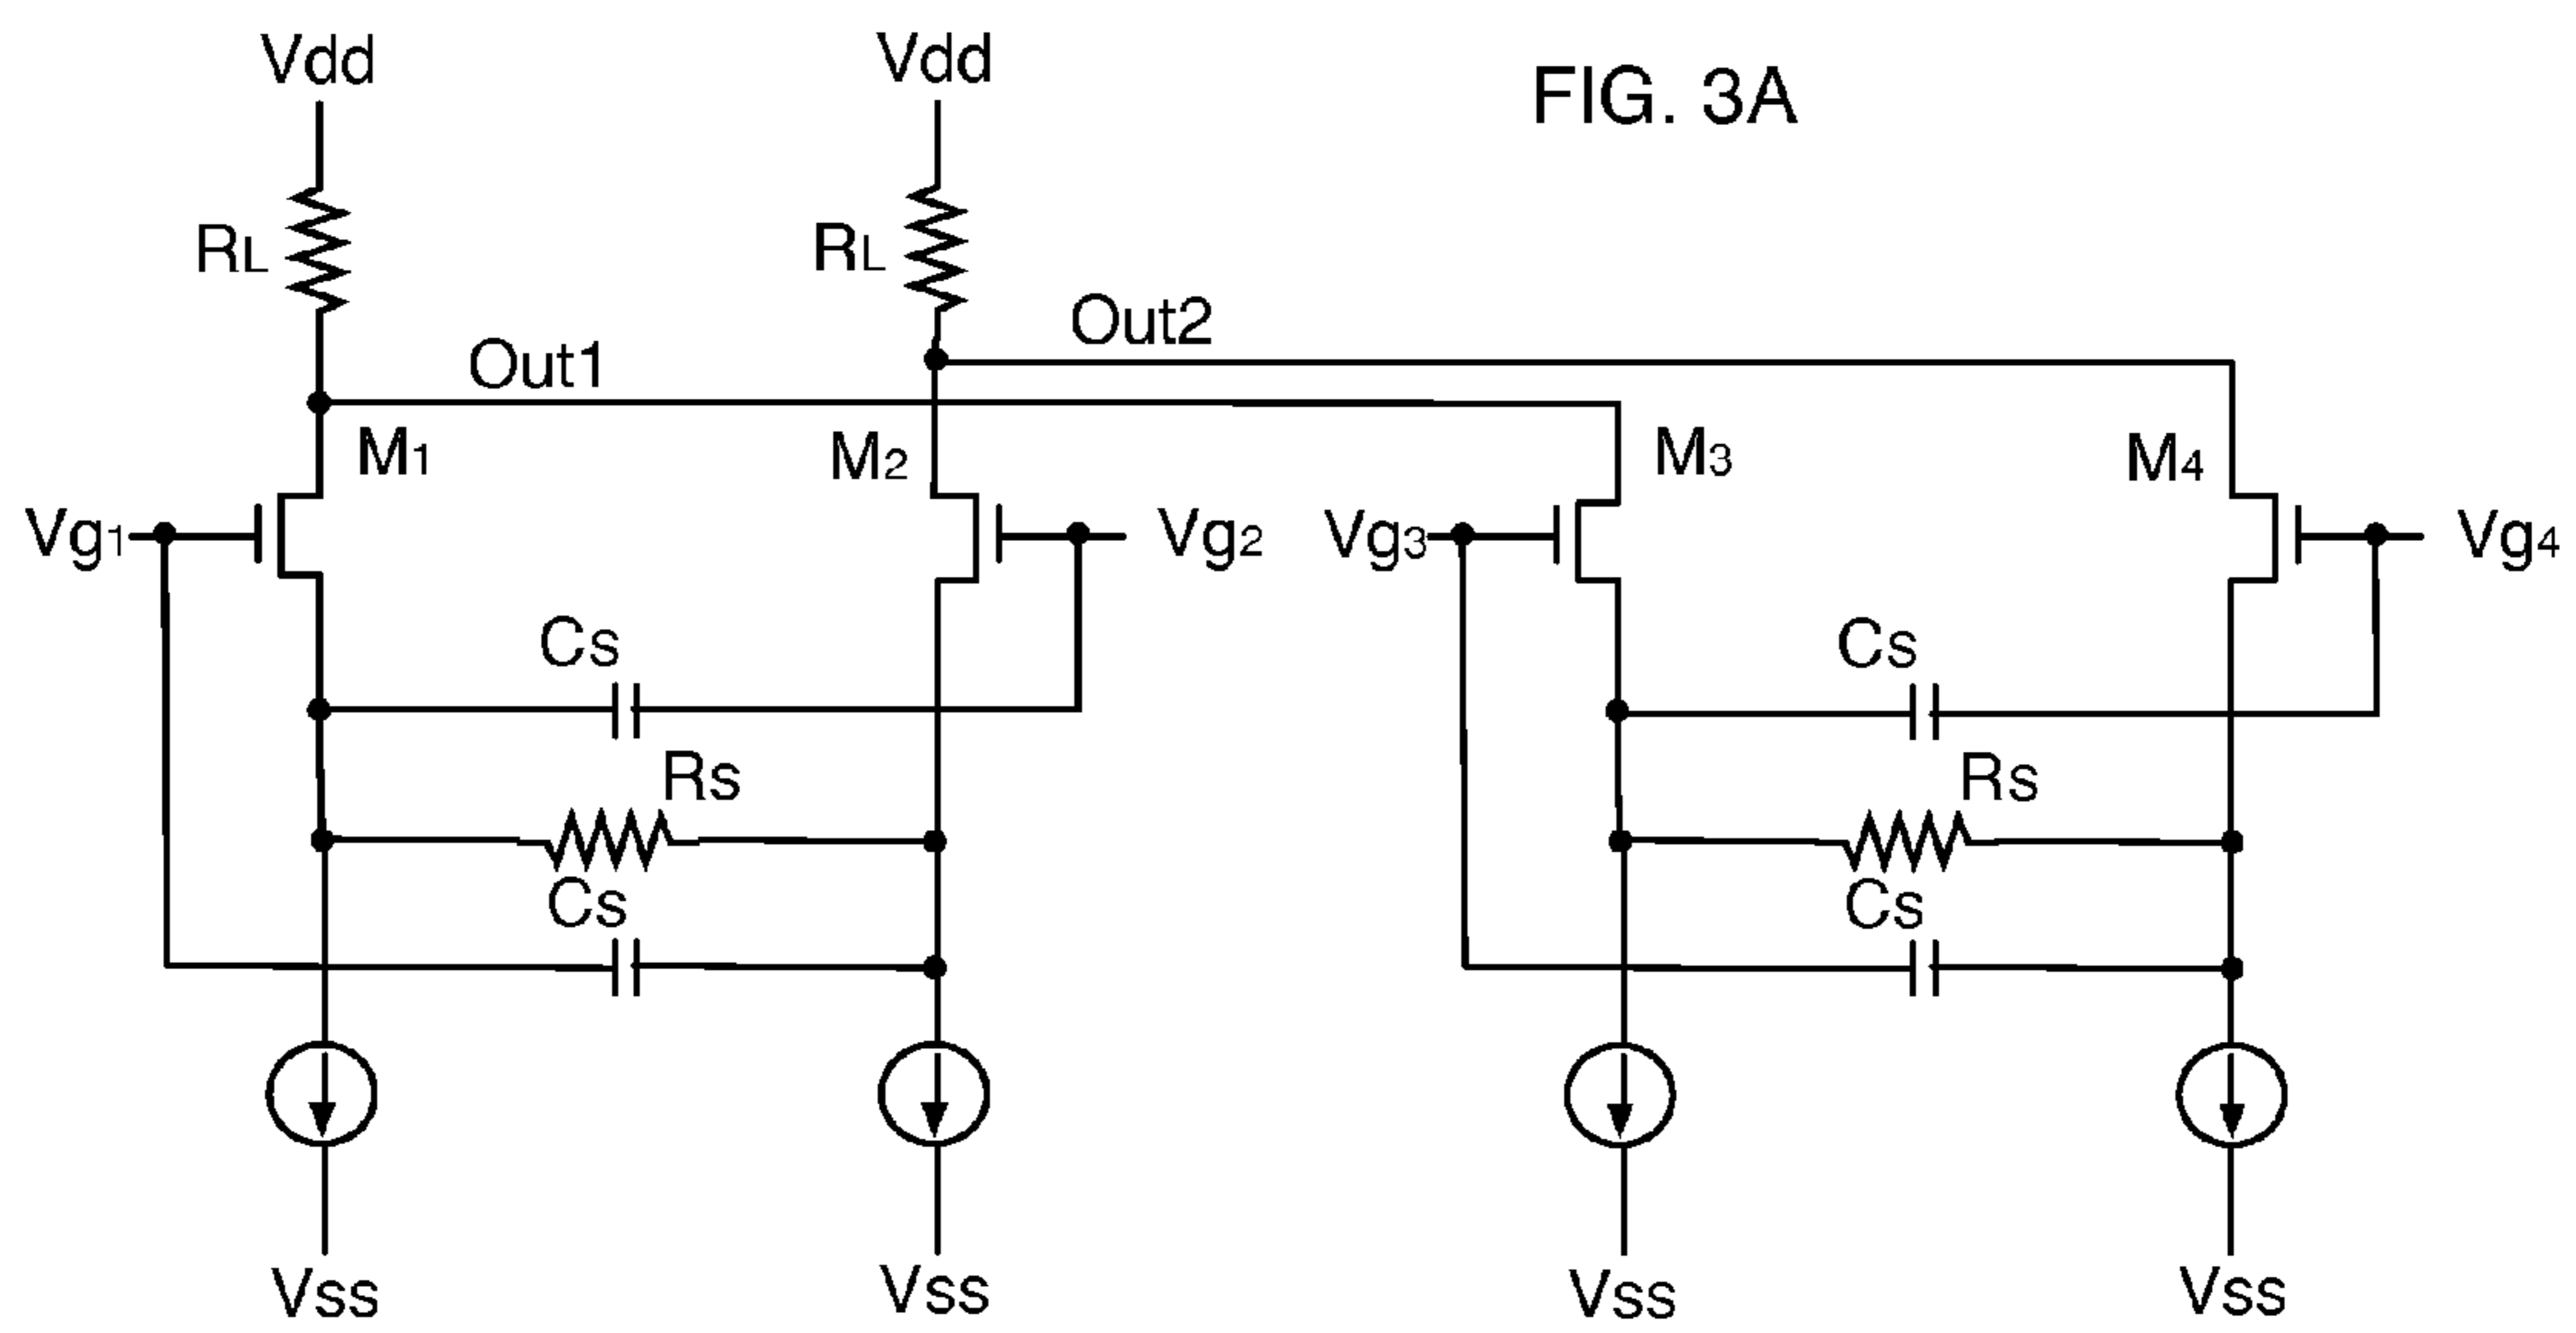 Vdd
Vdd
FIG. 3A
RL
RL
Out2
Out1
M1
M2
M3
M4
Vg1
Vg2
Vg3
Vg4
Cs
Cs
Rs
Rs
Cs
Cs
Vss
Vss
Vss
Vss